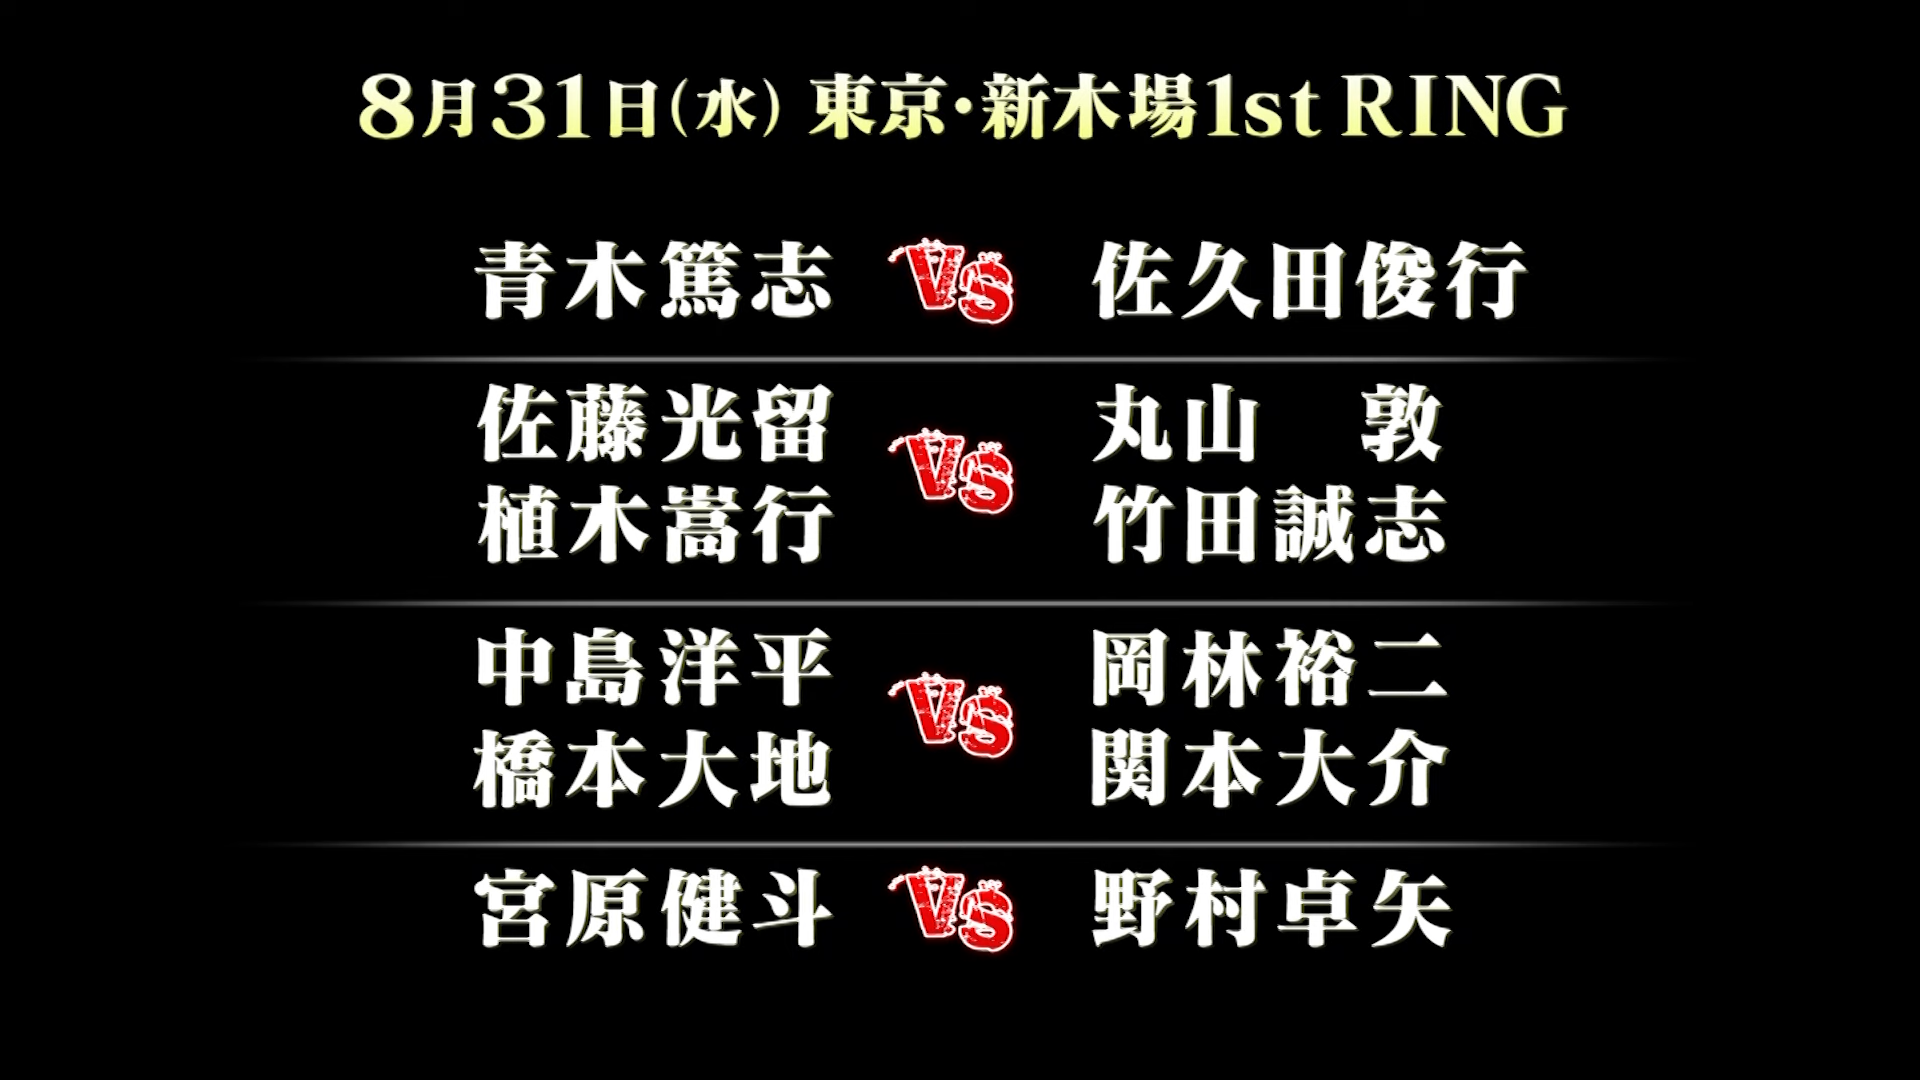 8月31日(水) 東京・新木場1st RING
青木篤志 VS 佐久田俊行
佐藤光留 VS 丸山 敦
植木嵩行 竹田誠志
中島洋平 VS 岡林裕二
橋本大地 関本大介
宮原健斗 VS 野村卓矢